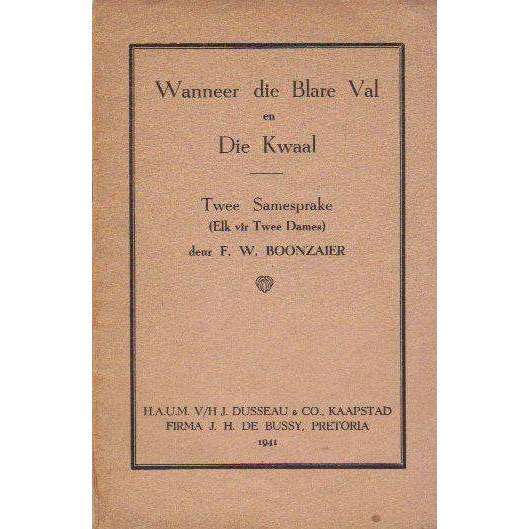 Wanneer die Blare Val
en
Die Kwaal
Twee Samesprake
(Elk vir Twee Dames)
deur F. W. BOONZAIER
H.A.U.M. V/H J. DUSSEAU & CO., KAAPSTAD
FIRMA J. H. DE BUSSY, PRETORIA
1941